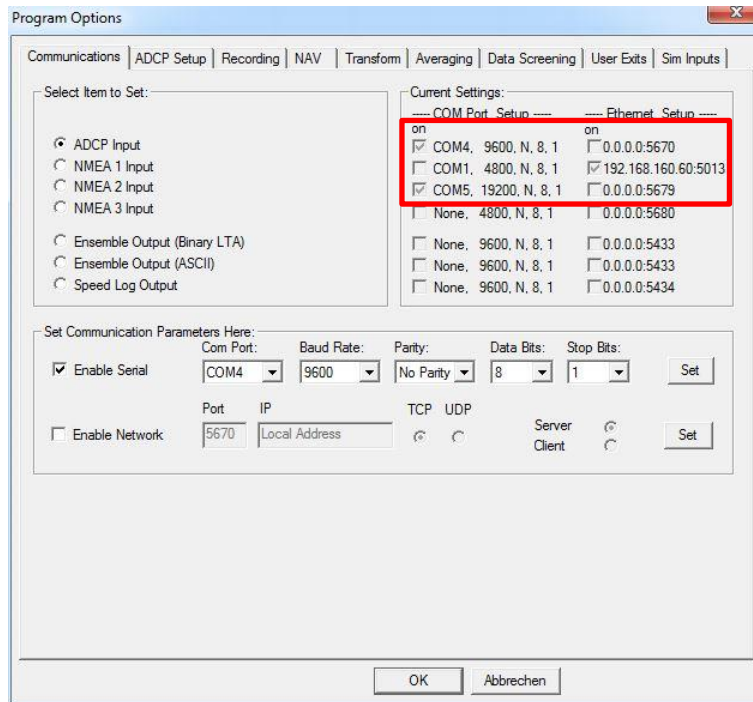 Program Options
Communications ADCP Setup Recording NAV Transform Averaging Data Screening User Exits Sim Inputs
Select Item to Set:
ADCP Input
NMEA 1 Input
NMEA 2 Input
NMEA 3 Input
Ensemble Output (Binary LTA)
Ensemble Output (ASCII)
Speed Log Output
Current Settings:
----- COM Port Setup ----- ----- Ethernet Setup -----
on on
COM4, 9600, N, 8, 1 0.0.0.0:5670
COM1, 4800, N, 8, 1 192.168.160.60:5013
COM5, 19200, N, 8, 1 0.0.0.0:5679
None, 4800, N, 8, 1 0.0.0.0:5680
None, 9600, N, 8, 1 0.0.0.0:5433
None, 9600, N, 8, 1 0.0.0.0:5433
None, 9600, N, 8, 1 0.0.0.0:5434
Set Communication Parameters Here:
Com Port: Baud Rate: Parity: Data Bits: Stop Bits:
Enable Serial COM4 9600 No Parity 8 1 Set
Port IP TCP UDP
Enable Network 5670 Local Address Server Set
Client
OK Abbrechen